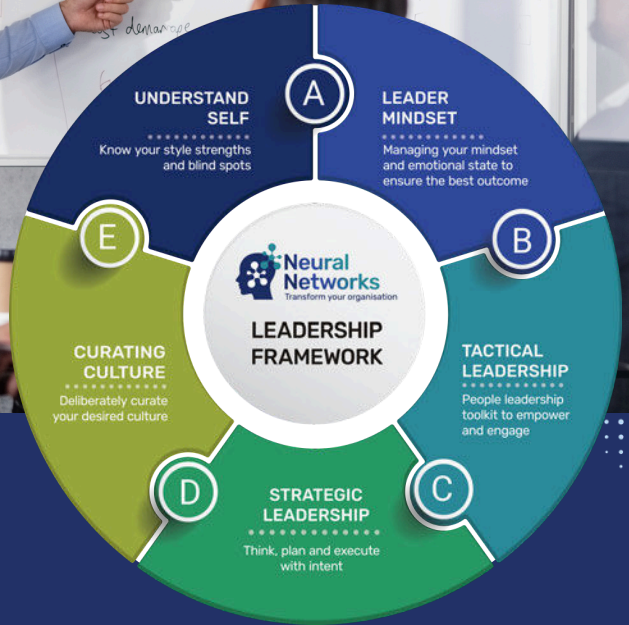 A
UNDERSTAND
SELF
Know your style strengths
and blind spots
LEADER
MINDSET
Managing your mindset
and emotional state to
ensure the best outcome
B
TACTICAL
LEADERSHIP
People leadership
toolkit to empower
and engage
C
STRATEGIC
LEADERSHIP
Think, plan and execute
with intent
D
CURATING
CULTURE
Deliberately curate
your desired culture
E
Neural
Networks
Transform your organisation
LEADERSHIP
FRAMEWORK